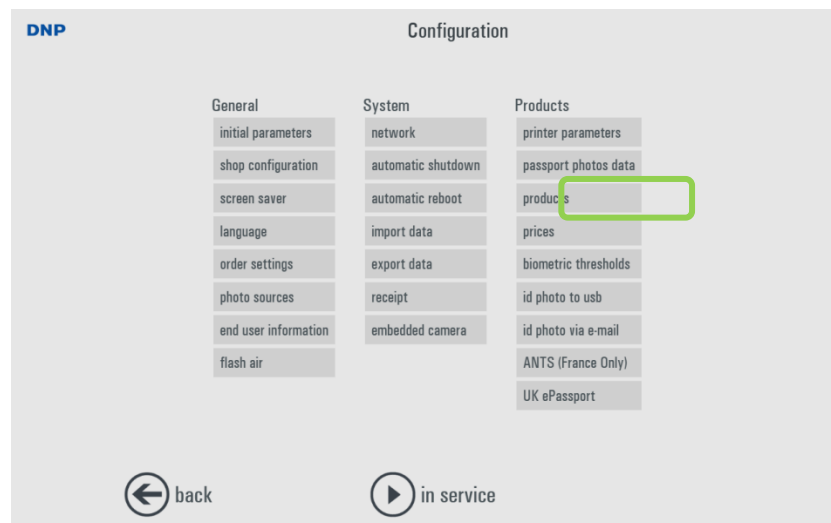 DNP
Configuration
General
initial parameters
shop configuration
screen saver
language
order settings
photo sources
end user information
flash air
System
network
automatic shutdown
automatic reboot
import data
export data
receipt
embedded camera
Products
printer parameters
passport photos data
products
prices
biometric thresholds
id photo to usb
id photo via e-mail
ANTS (France Only)
UK ePassport
back
in service